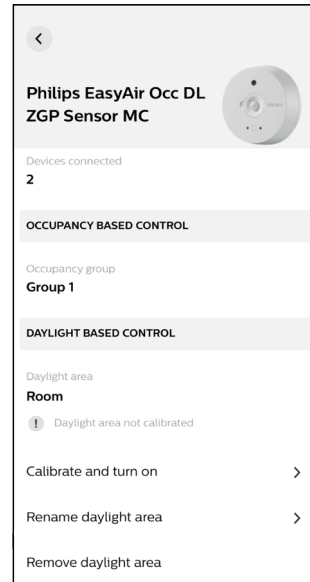 Philips EasyAir Occ DL
ZGP Sensor MC
PHILIPS
Devices connected
2
OCCUPANCY BASED CONTROL
Occupancy group
Group 1
DAYLIGHT BASED CONTROL
Daylight area
Room
! Daylight area not calibrated
Calibrate and turn on
Rename daylight area
Remove daylight area